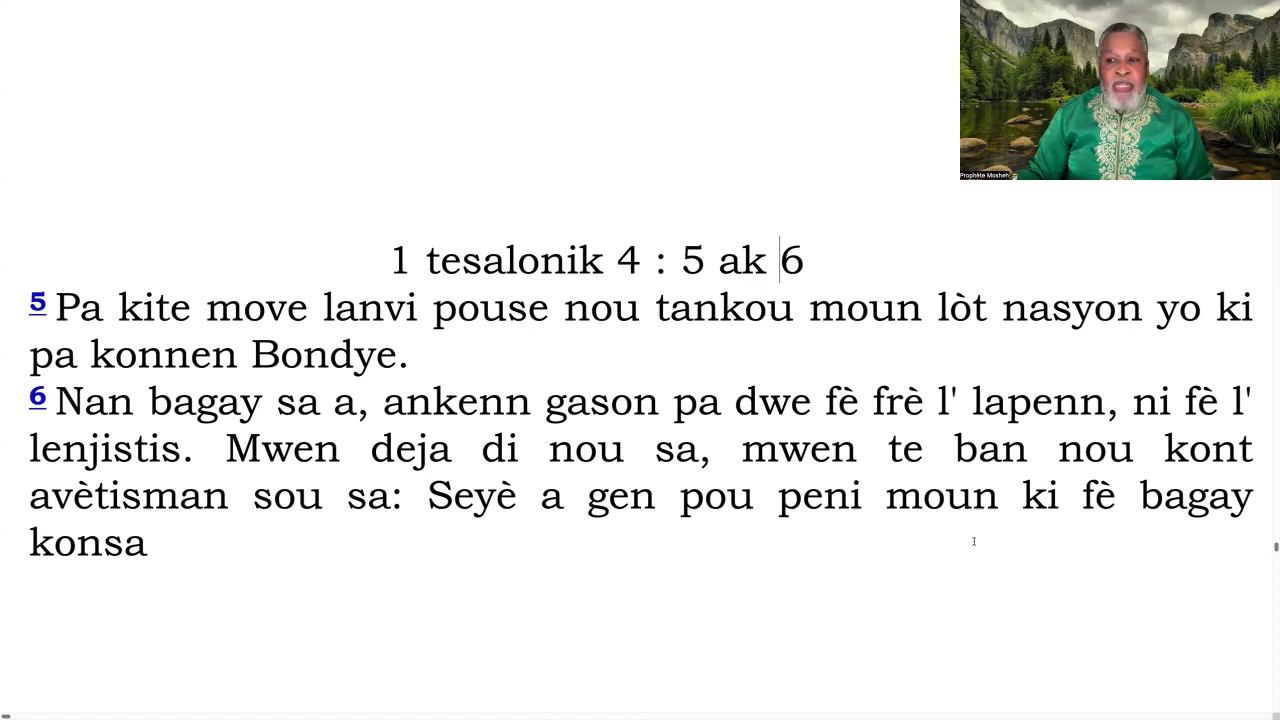 Prophète Mosheh
1 tesalonik 4 : 5 ak 6
5 Pa kite move lanvi pouse nou tankou moun lòt nasyon yo ki
pa konnen Bondye.
6 Nan bagay sa a, ankenn gason pa dwe fè frè l' lapenn, ni fè l'
lenjistis. Mwen deja di nou sa, mwen te ban nou kont
avètisman sou sa: Seyè a gen pou peni moun ki fè bagay
konsa